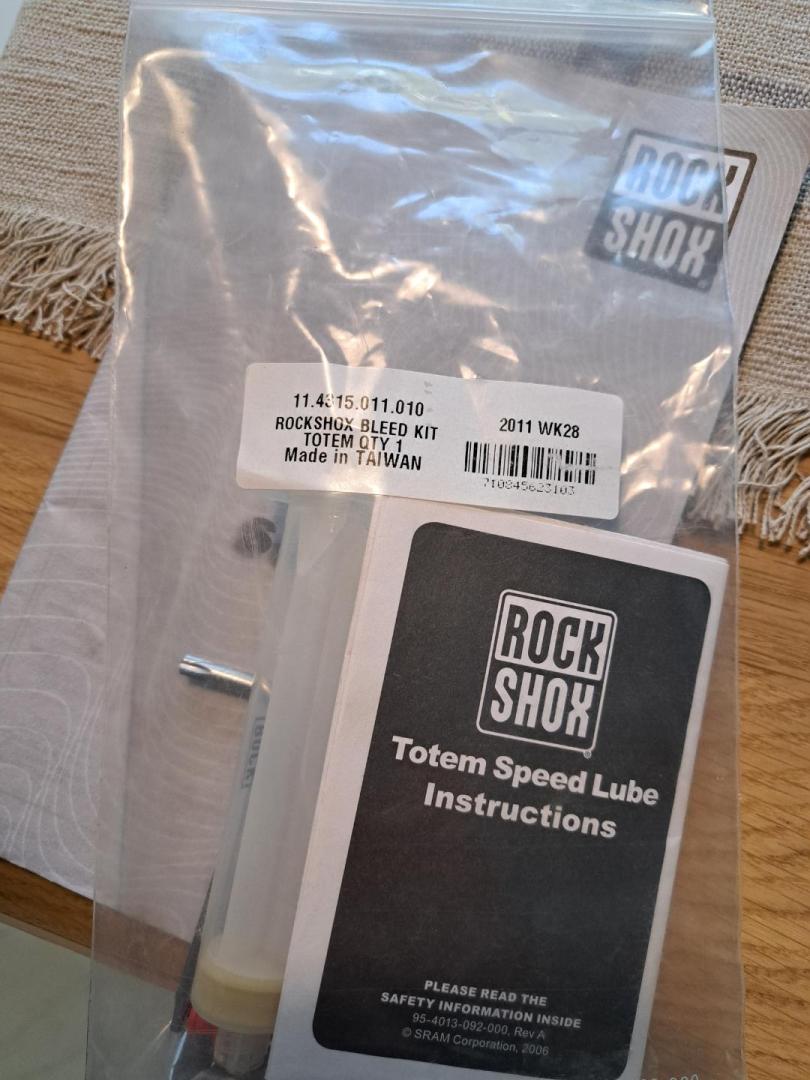 ROCK
SHOX
11.4315.011.010
ROCKSHOX BLEED KIT
TOTEM QTY 1
Made in TAIWAN
2011 WK28
710845623103
ROCK
SHOX
Totem Speed Lube
Instructions
PLEASE READ THE
SAFETY INFORMATION INSIDE
95-4013-092-000, Rev A
© SRAM Corporation, 2006